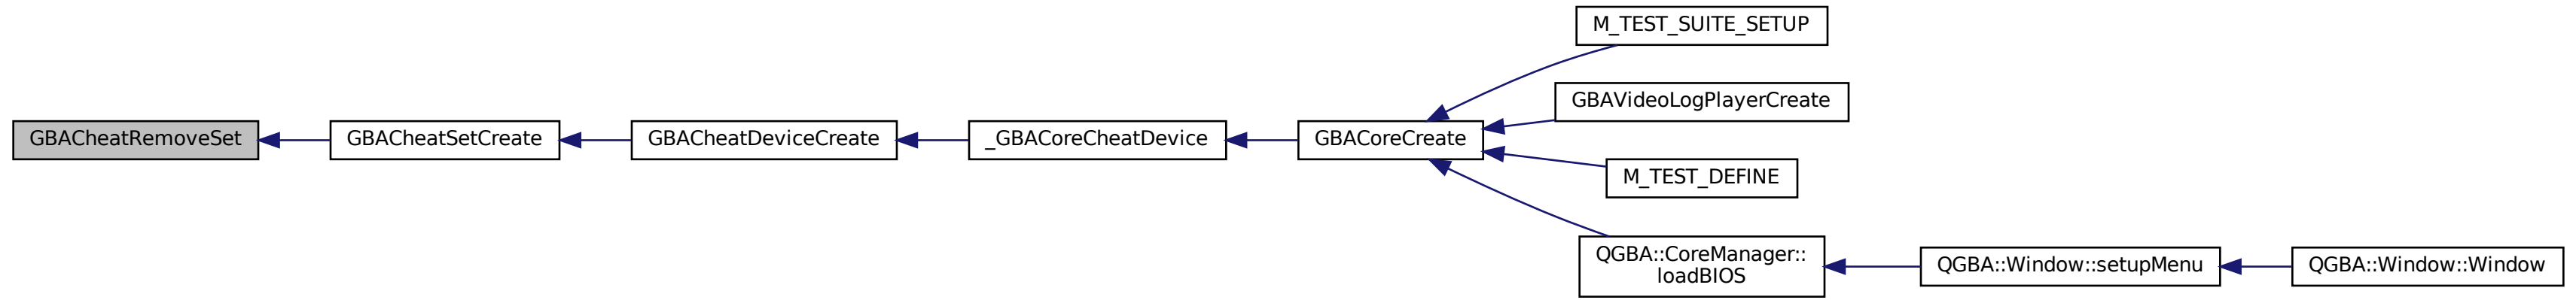 GBACheatRemoveSet
GBACheatSetCreate
GBACheatDeviceCreate
_GBACoreCheatDevice
GBACoreCreate
M_TEST_SUITE_SETUP
GBAVideoLogPlayerCreate
M_TEST_DEFINE
QGBA::CoreManager::
loadBIOS
QGBA::Window::setupMenu
QGBA::Window::Window